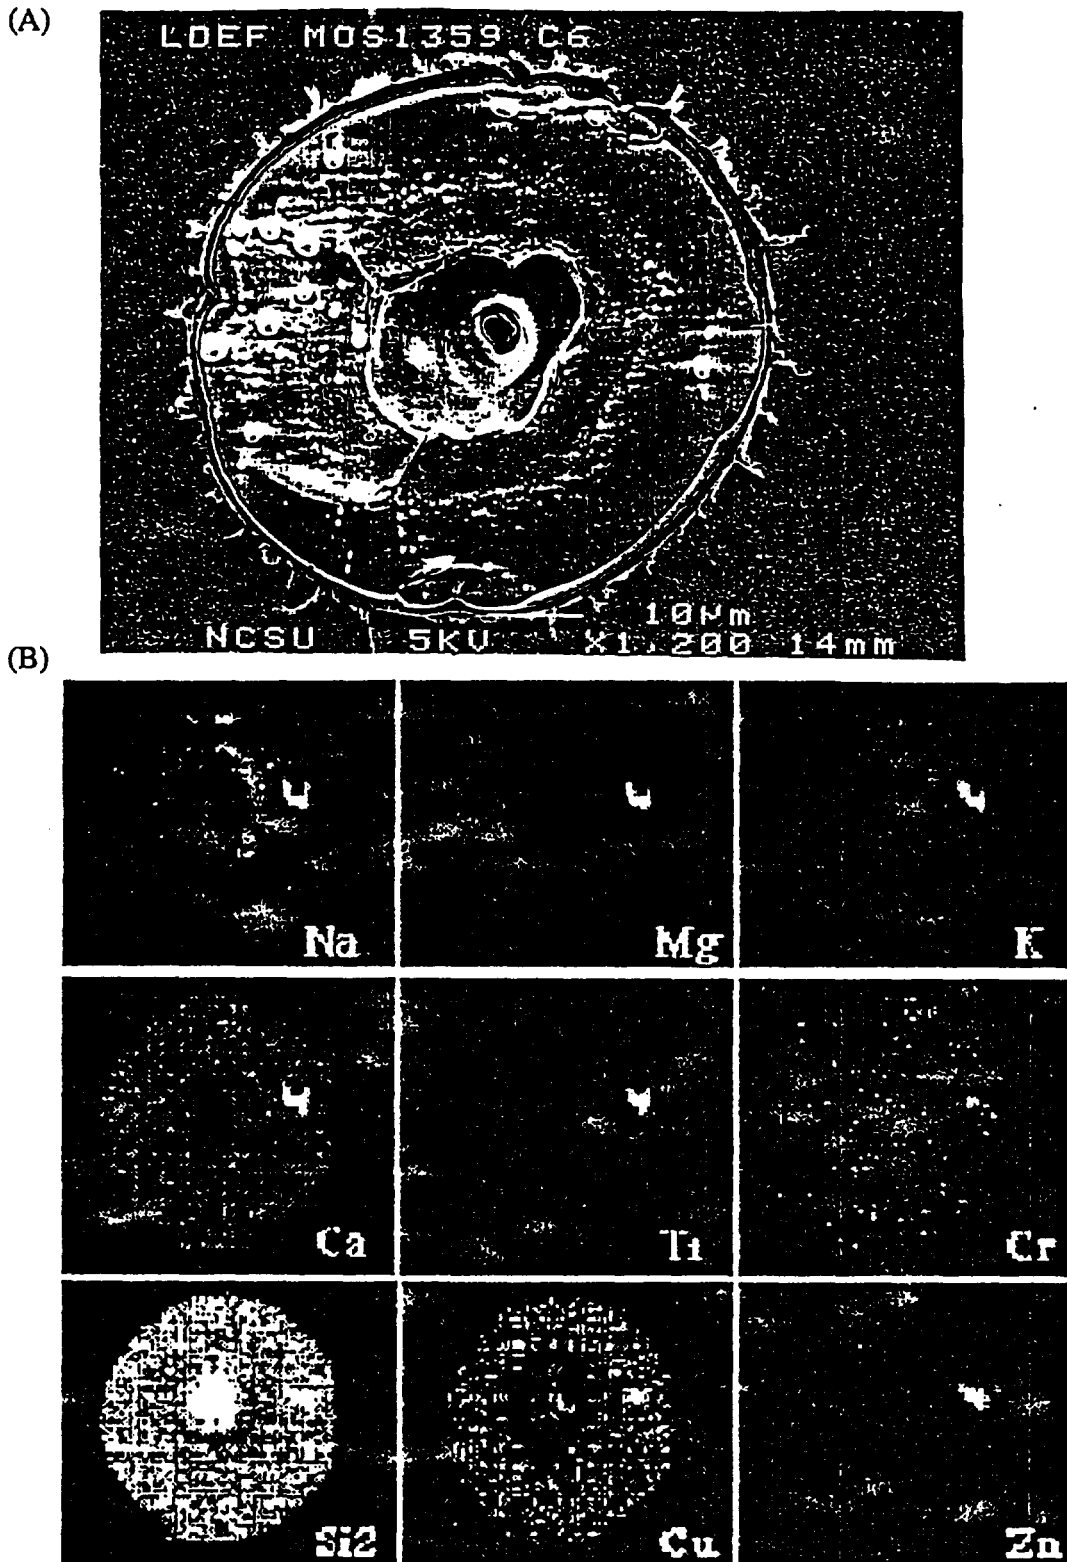 (A)
LDEF MOS1359 C6
10µm
NCSU 5KV X1,200 14mm
(B)
Na Mg K
Ca Ti Cr
Si2 Cu Zn